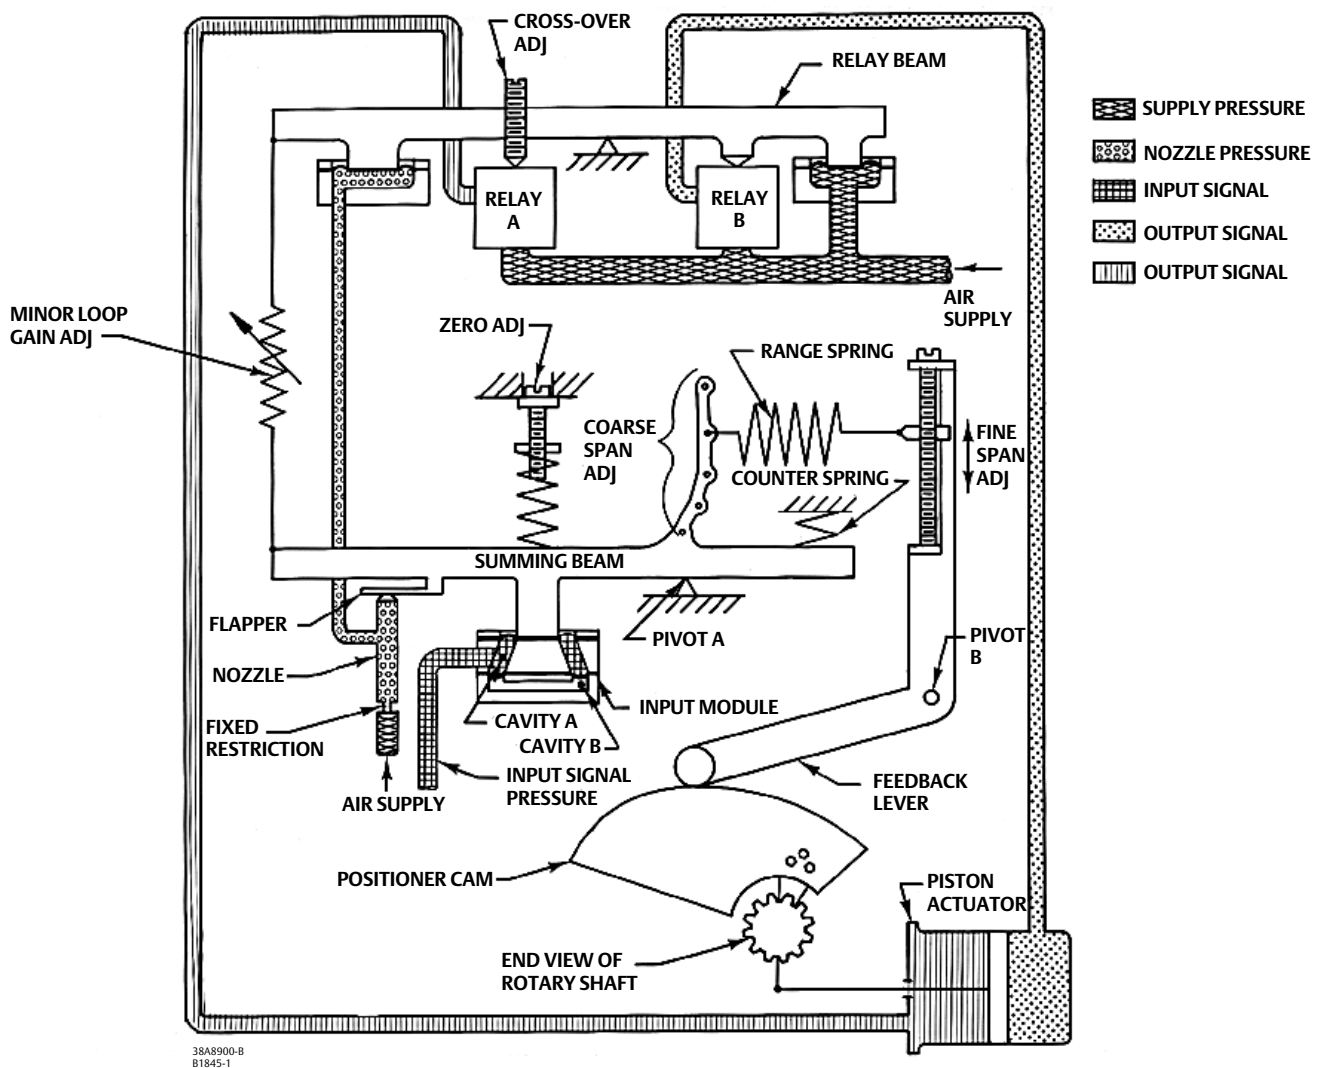 CROSS-OVER
ADJ
RELAY BEAM
SUPPLY PRESSURE
NOZZLE PRESSURE
INPUT SIGNAL
OUTPUT SIGNAL
OUTPUT SIGNAL
RELAY
A
RELAY
B
AIR
SUPPLY
MINOR LOOP
GAIN ADJ
ZERO ADJ
RANGE SPRING
COARSE
SPAN
ADJ
COUNTER SPRING
FINE
SPAN
ADJ
SUMMING BEAM
FLAPPER
PIVOT A
PIVOT
B
NOZZLE
INPUT MODULE
CAVITY A
CAVITY B
FIXED
RESTRICTION
INPUT SIGNAL
PRESSURE
AIR SUPPLY
FEEDBACK
LEVER
POSITIONER CAM
PISTON
ACTUATOR
END VIEW OF
ROTARY SHAFT
38A8900-B
B1845-1